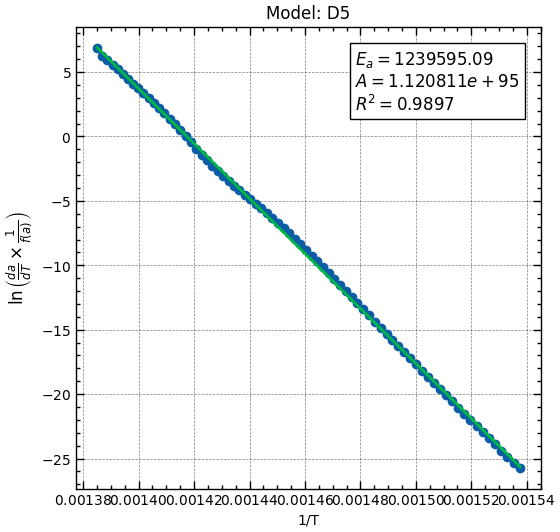 Model: D5
E_a = 1239595.09
A = 1.120811e + 95
R^2 = 0.9897
ln(da/dT × 1/f(a))
5
0
−5
−10
−15
−20
−25
0.00138 0.00140 0.00142 0.00144 0.00146 0.00148 0.00150 0.00152 0.00154
1/T